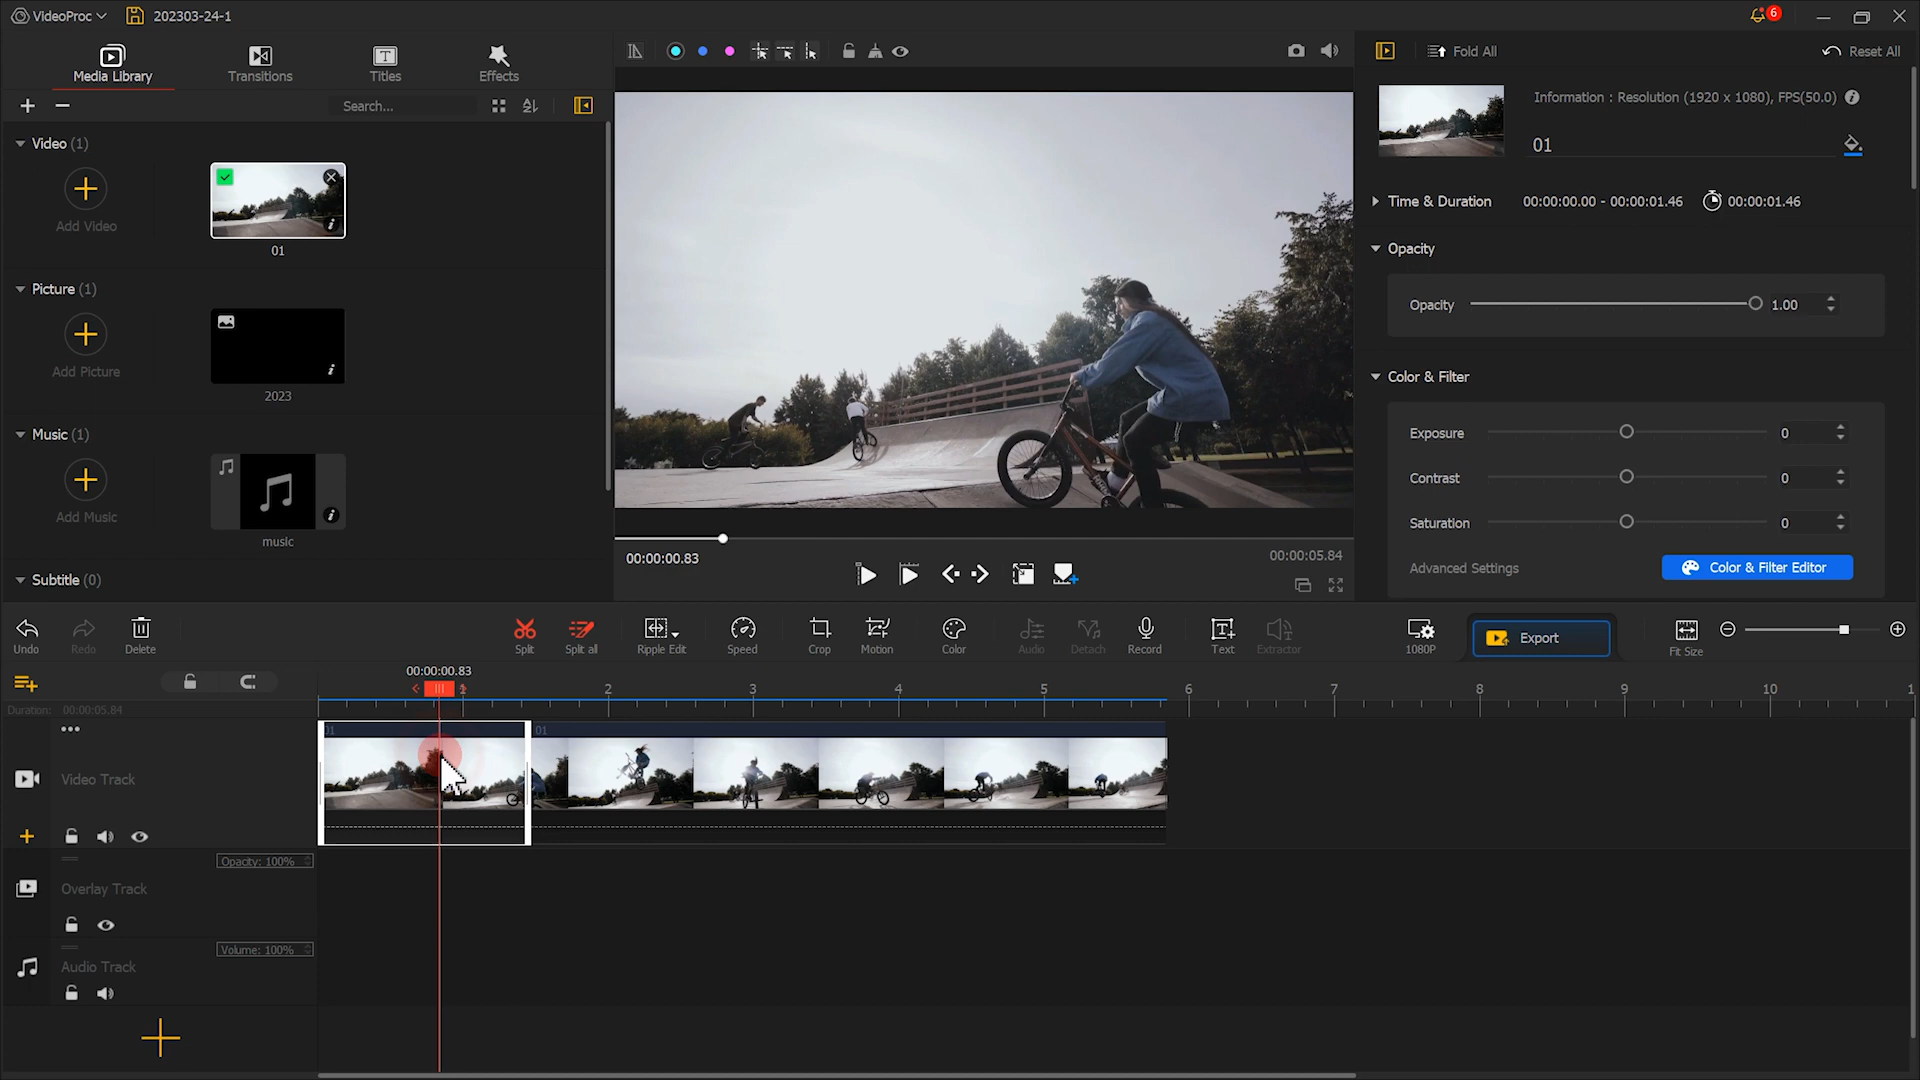 VideoProc
202303-24-1
6
Media Library
Transitions
Titles
Effects
Fold All
Reset All
Search...
Information : Resolution (1920 x 1080), FPS(50.0)
01
Video (1)
Add Video
01
Time & Duration
00:00:00.00 - 00:00:01.46
00:00:01.46
Opacity
Opacity
1.00
Picture (1)
Add Picture
2023
Color & Filter
Exposure
0
Contrast
0
Saturation
0
Advanced Settings
Color & Filter Editor
Music (1)
Add Music
music
Subtitle (0)
00:00:00.83
00:00:05.84
Undo
Redo
Delete
Split
Split all
Ripple Edit
Speed
Crop
Motion
Color
Audio
Detach
Record
Text
Extractor
1080P
Export
Fit Size
00:00:00.83
1
2
3
4
5
6
7
8
9
10
1
Duration: 00:00:05.84
01
01
Video Track
Opacity: 100%
Overlay Track
Volume: 100%
Audio Track